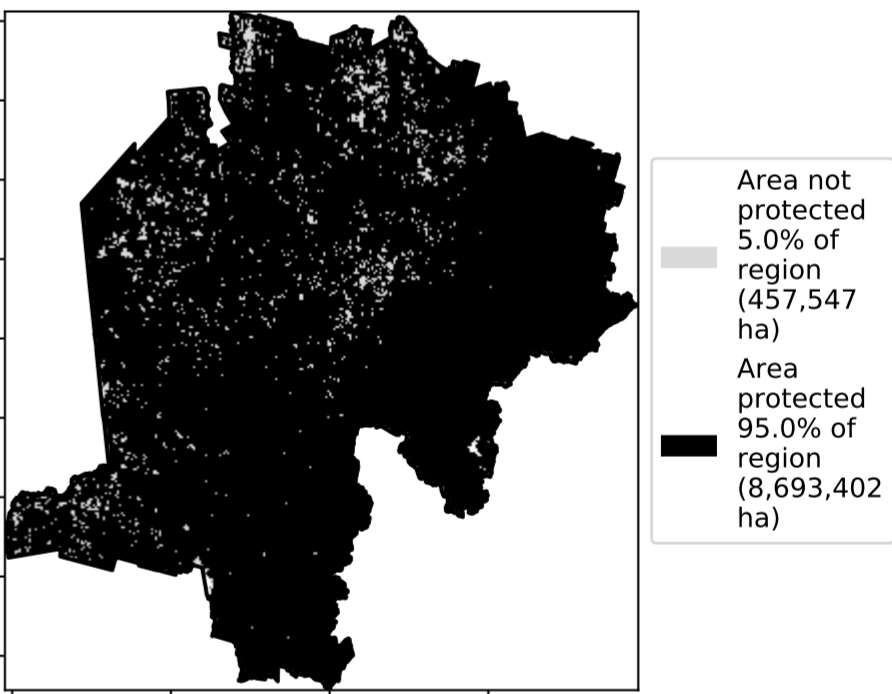 Area not
protected
5.0% of
region
(457,547
ha)
Area
protected
95.0% of
region
(8,693,402
ha)